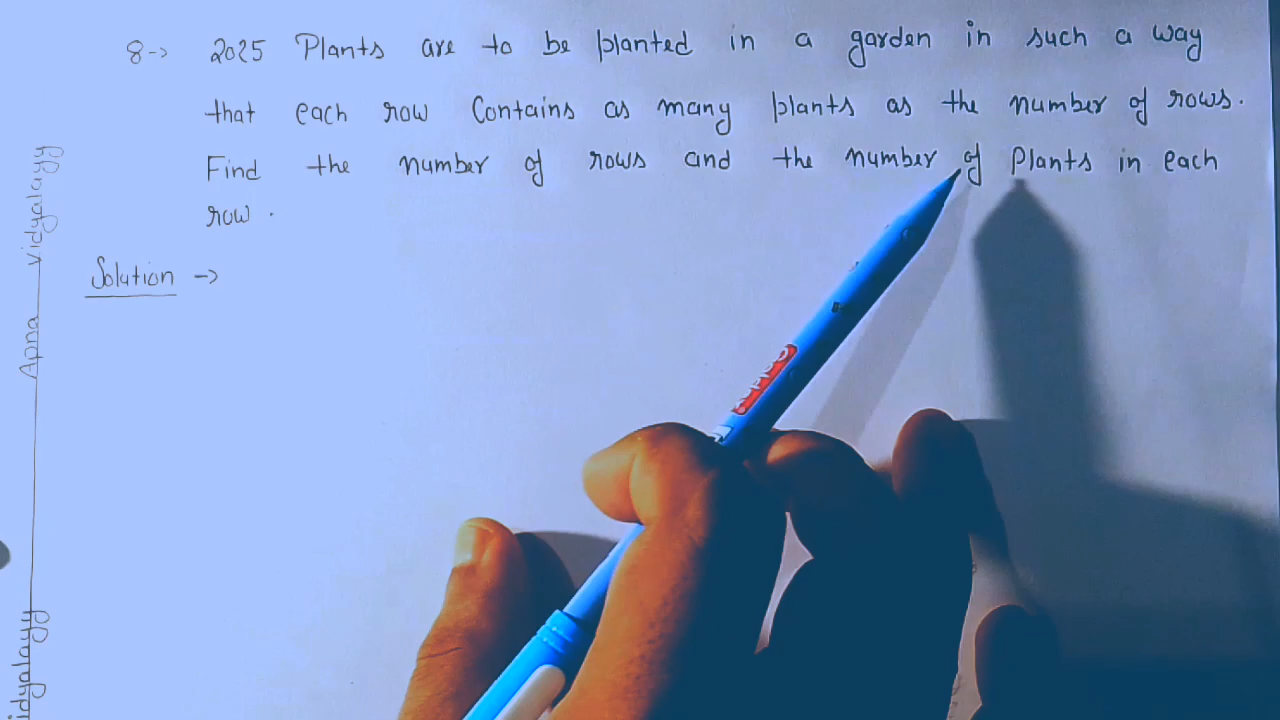 8-> 2025 Plants are to be planted in a garden in such a way
that each row Contains as many plants as the number of rows.
Find the number of rows and the number of Plants in each
row.
Solution ->
Apna vidyalayy
idyalayy